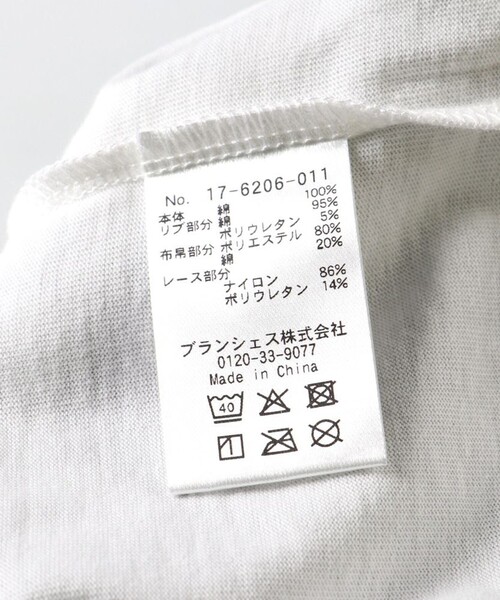 No. 17-6206-011
本体 綿 100%
リブ部分 綿 95%
ポリウレタン 5%
布帛部分 ポリエステル 80%
綿 20%
レース部分
ナイロン 86%
ポリウレタン 14%
ブランシェス株式会社
0120-33-9077
Made in China
40